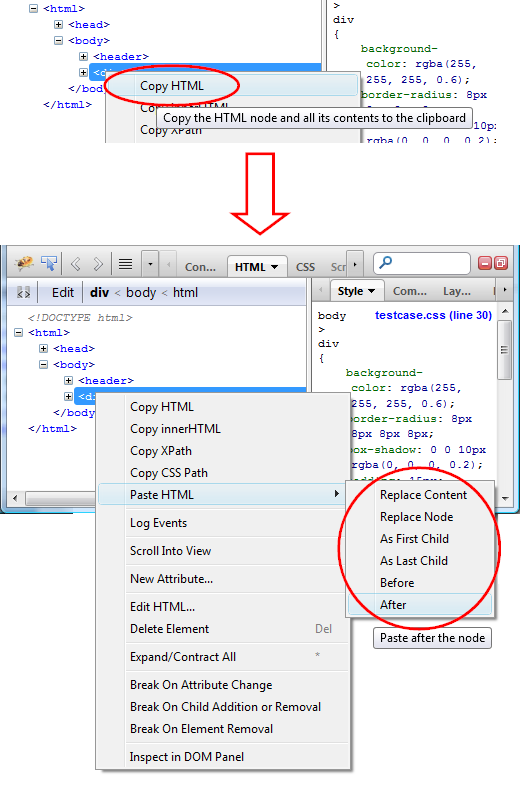 <html>
<head>
<body>
<header>
<di
</body
</html>
Copy HTML
Copy XPath
Copy the HTML node and all its contents to the clipboard
>
div
{
background-
color: rgba(255,
255, 255, 0.6);
border-radius: 8px
10px
rgba(0, 0, 0, 0.2);
Con... HTML CSS Scr
Edit div < body < html
<!DOCTYPE html>
<html>
<head>
<body>
<header>
<di
</body
</html>
Style Com... Lay...
body testcase.css (line 30)
>
div
{
background-
color: rgba(255,
255, 255, 0.6);
border-radius: 8px
8px 8px 8px;
box-shadow: 0 0 10px
rgba(0, 0, 0, 0.2);
Copy HTML
Copy innerHTML
Copy XPath
Copy CSS Path
Paste HTML
Log Events
Scroll Into View
New Attribute...
Edit HTML...
Delete Element Del
Expand/Contract All *
Break On Attribute Change
Break On Child Addition or Removal
Break On Element Removal
Inspect in DOM Panel
Replace Content
Replace Node
As First Child
As Last Child
Before
After
Paste after the node